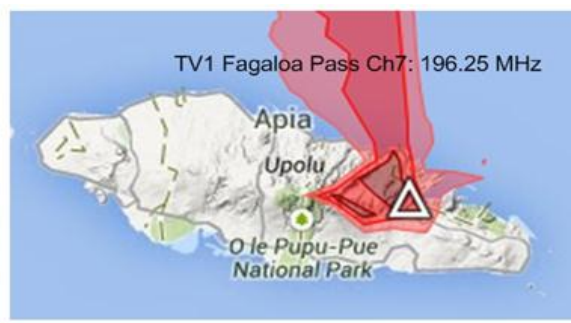 TV1 Fagaloa Pass Ch7: 196.25 MHz
Apia
Upolu
O le Pupu-Pue
National Park